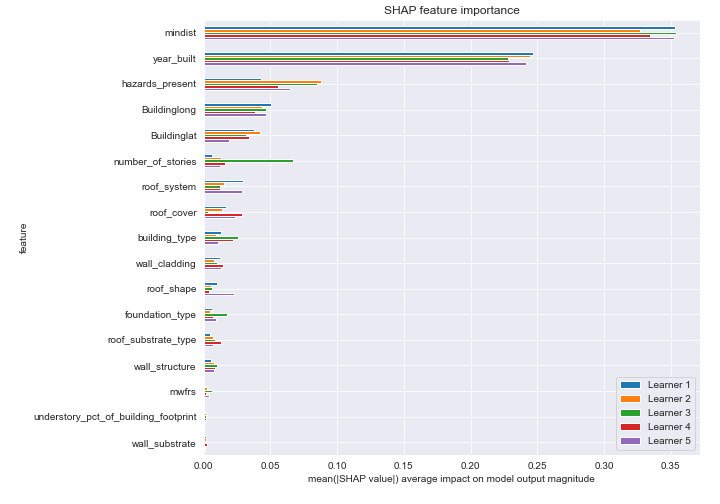 SHAP feature importance
feature
mindist
year_built
hazards_present
Buildinglong
Buildinglat
number_of_stories
roof_system
roof_cover
building_type
wall_cladding
roof_shape
foundation_type
roof_substrate_type
wall_structure
mwfrs
understory_pct_of_building_footprint
wall_substrate
Learner 1
Learner 2
Learner 3
Learner 4
Learner 5
0.00 0.05 0.10 0.15 0.20 0.25 0.30 0.35
mean(|SHAP value|) average impact on model output magnitude